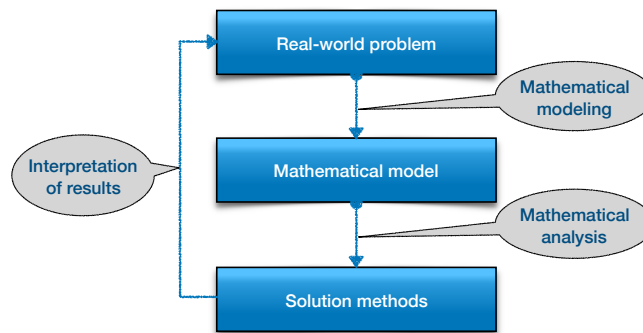 Real-world problem
Mathematical
modeling
Interpretation
of results
Mathematical model
Mathematical
analysis
Solution methods